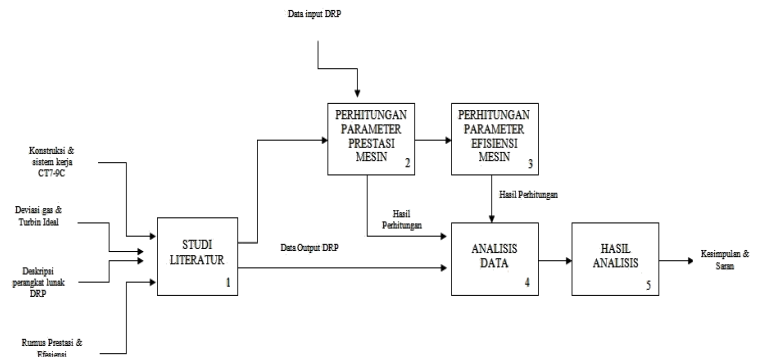 Data input DRP
PERHITUNGAN
PARAMETER
PRESTASI
MESIN
2
PERHITUNGAN
PARAMETER
EFISIENSI
MESIN
3
Konstruksi &
sistem kerja
CT7-9C
Deviasi gas &
Turbin Ideal
Deskripsi
perangkat lunak
DRP
Rumus Prestasi &
Efesiensi
STUDI
LITERATUR
1
Hasil
Perhitungan
Hasil Perhitungan
Data Output DRP
ANALISIS
DATA
4
HASIL
ANALISIS
5
Kesimpulan &
Saran